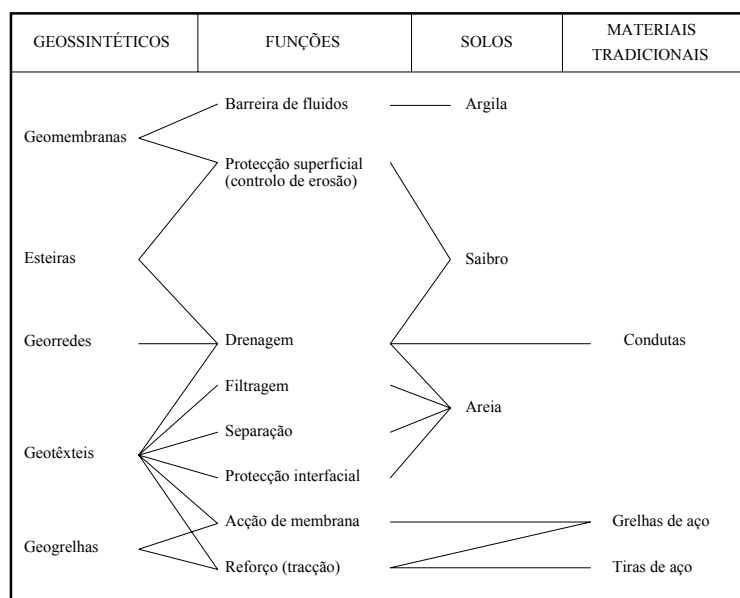 GEOSSINTÉTICOS
FUNÇÕES
SOLOS
MATERIAIS
TRADICIONAIS
Barreira de fluidos
Argila
Geomembranas
Protecção superficial
(controlo de erosão)
Esteiras
Saibro
Georredes
Drenagem
Condutas
Filtragem
Areia
Separação
Geotêxteis
Protecção interfacial
Acção de membrana
Grelhas de aço
Geogrelhas
Reforço (tracção)
Tiras de aço